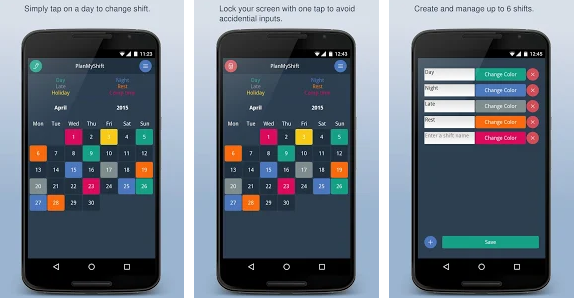 Simply tap on a day to change shift.
11:23
PlanMyShift
Day Night
Late Rest
Holiday
April 2015
Mon Tue Wed Thu Fri Sat Sun
1 2 3 4 5
6 7 8 9 10 11 12
13 14 15 16 17 18 19
20 21 22 23 24 25 26
27 28 29 30
Lock your screen with one tap to avoid
accidential inputs.
12:43
PlanMyShift
Day Night
Late Rest
Holiday
April 2015
Mon Tue Wed Thu Fri Sat Sun
1 2 3 4 5
6 7 8 9 10 11 12
13 14 15 16 17 18 19
20 21 22 23 24 25 26
27 28 29 30
Create and manage up to 6 shifts.
12:45
Day Change Color
Night Change Color
Late Change Color
Rest Change Color
Enter a shift name Change Color
Save